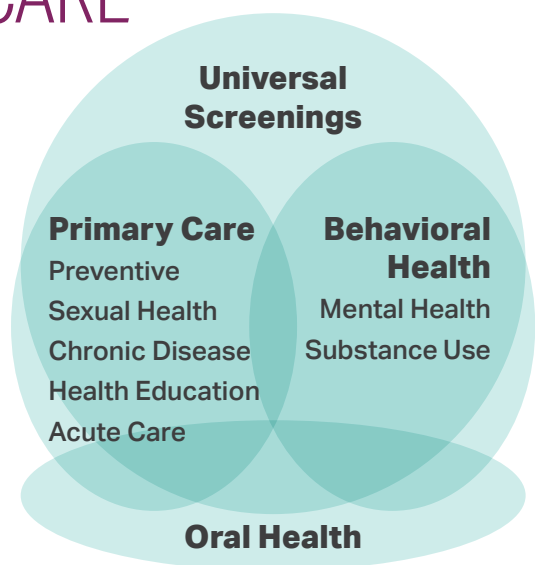 CARE
Universal
Screenings
Primary Care
Preventive
Sexual Health
Chronic Disease
Health Education
Acute Care
Behavioral
Health
Mental Health
Substance Use
Oral Health